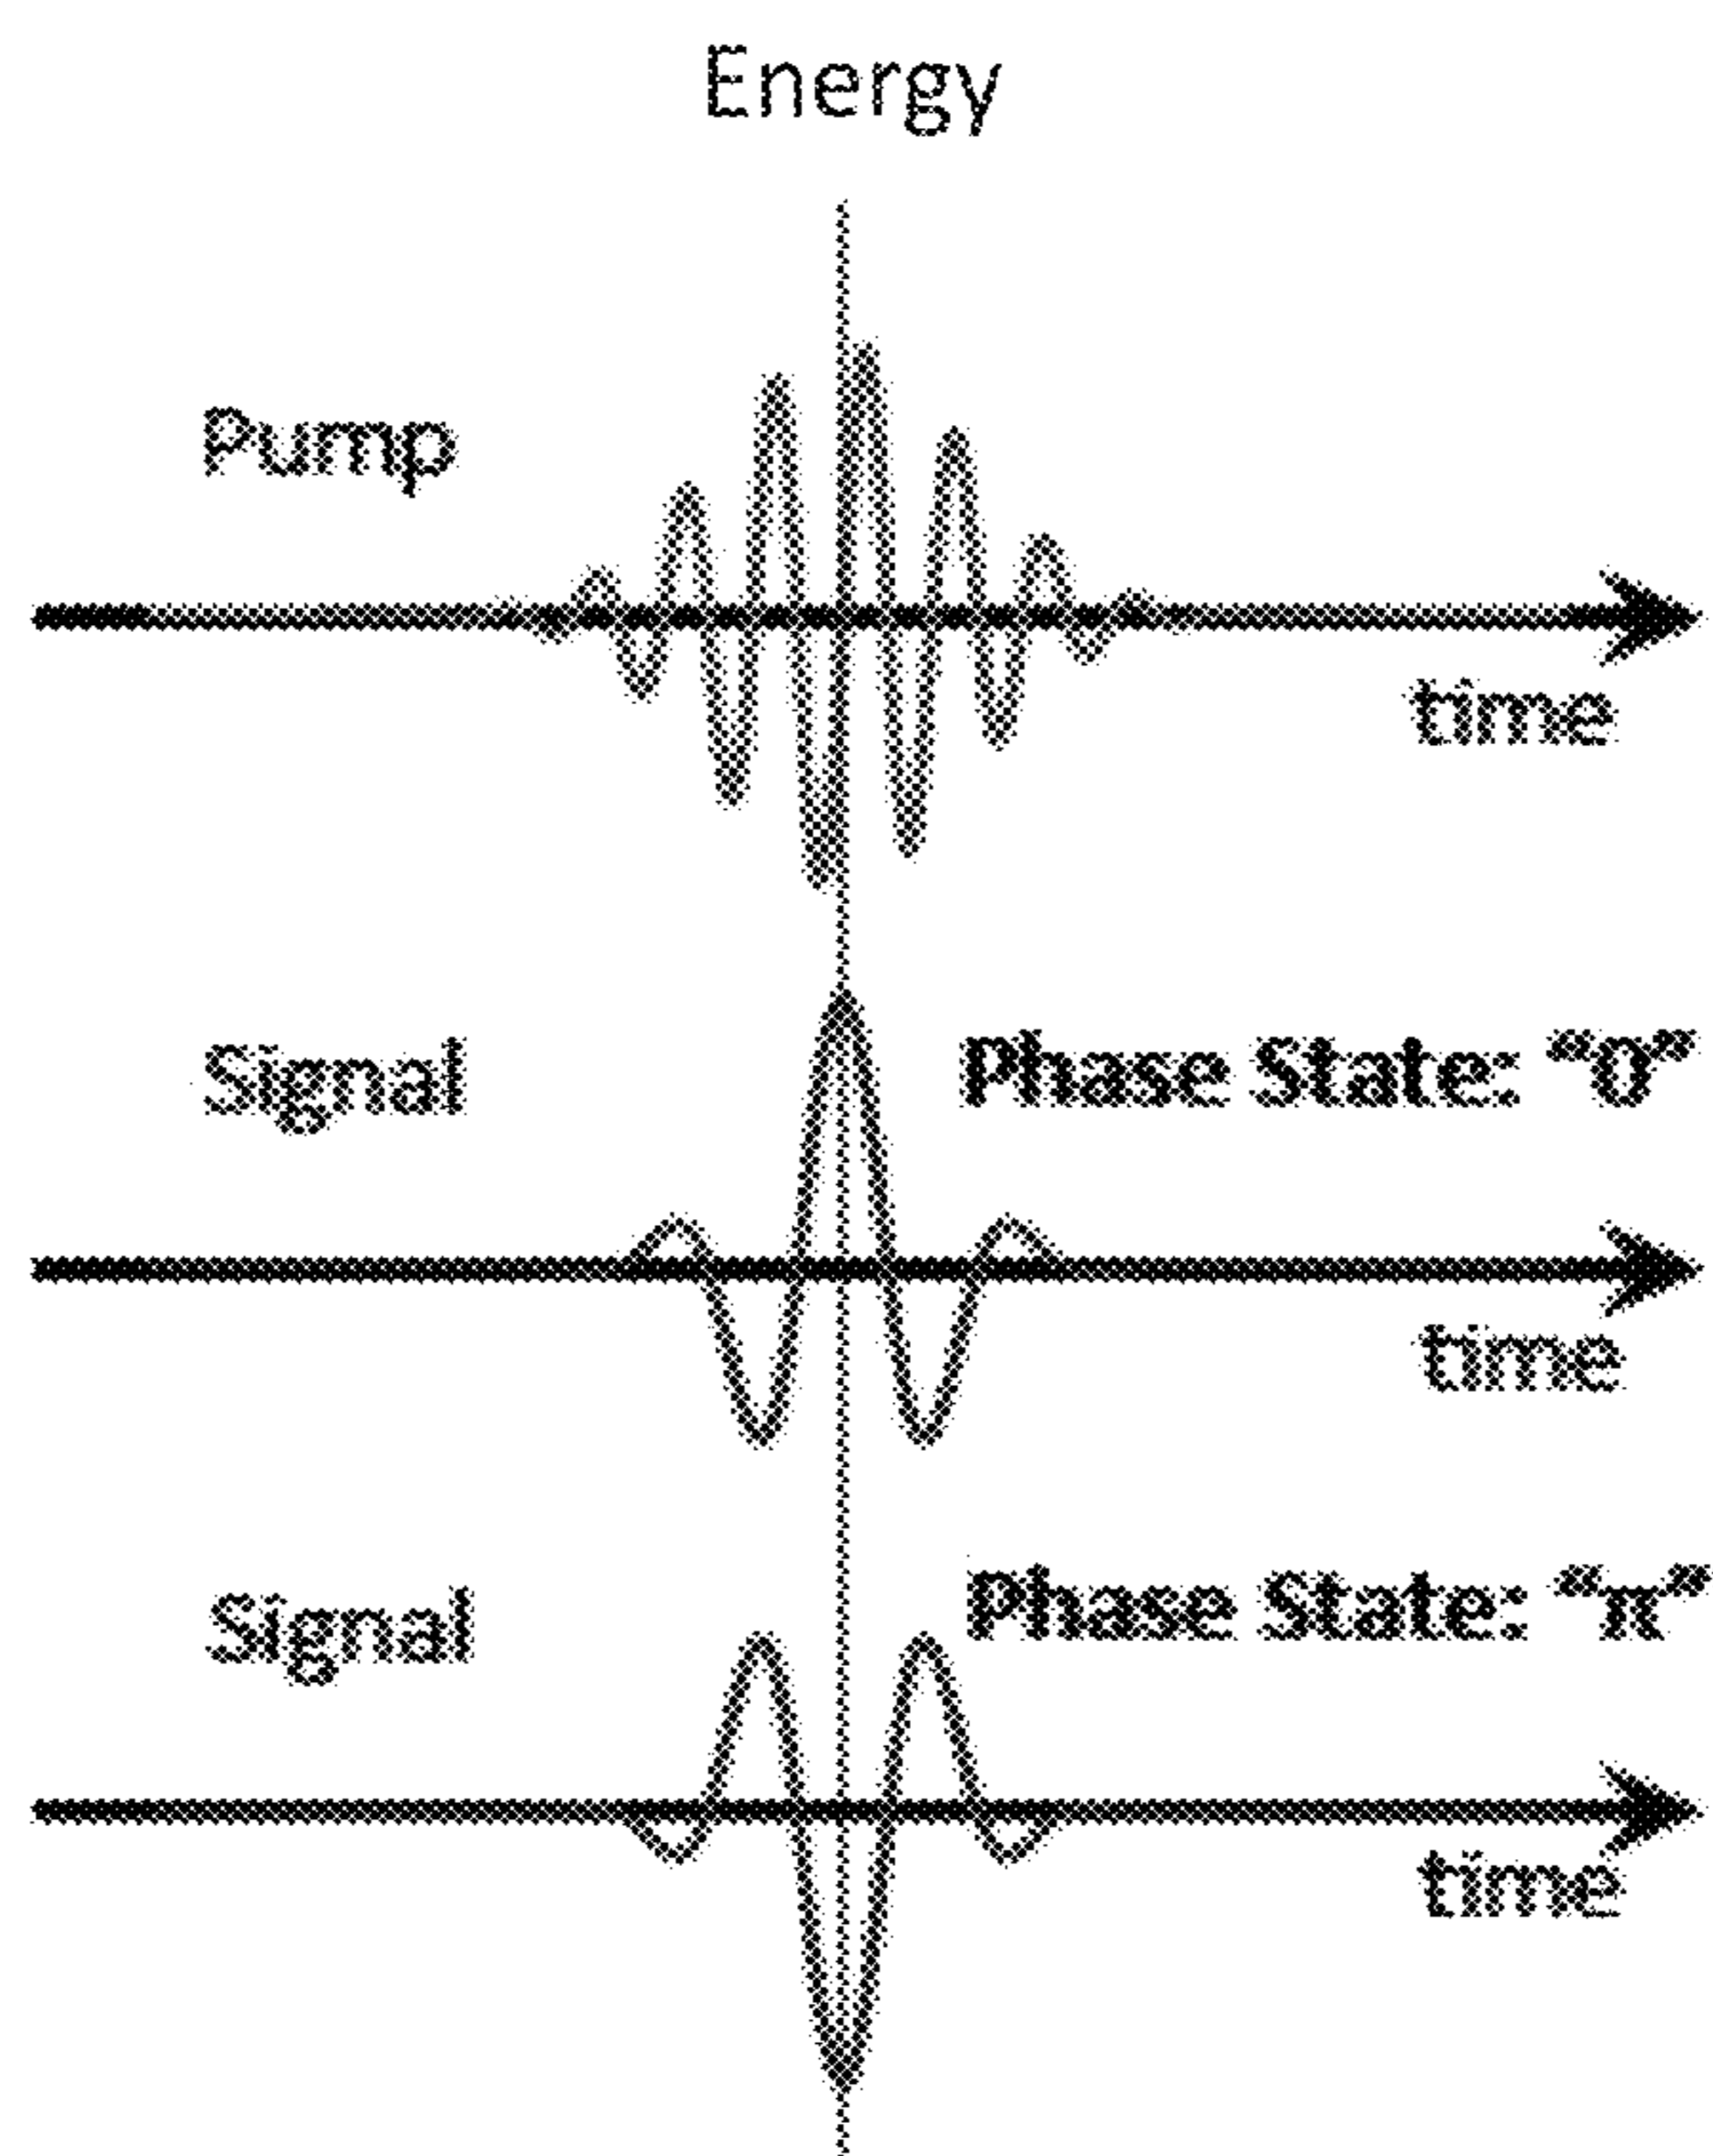 Energy
Pump
time
Signal
Phase State: “0”
time
Signal
Phase State: “π”
time